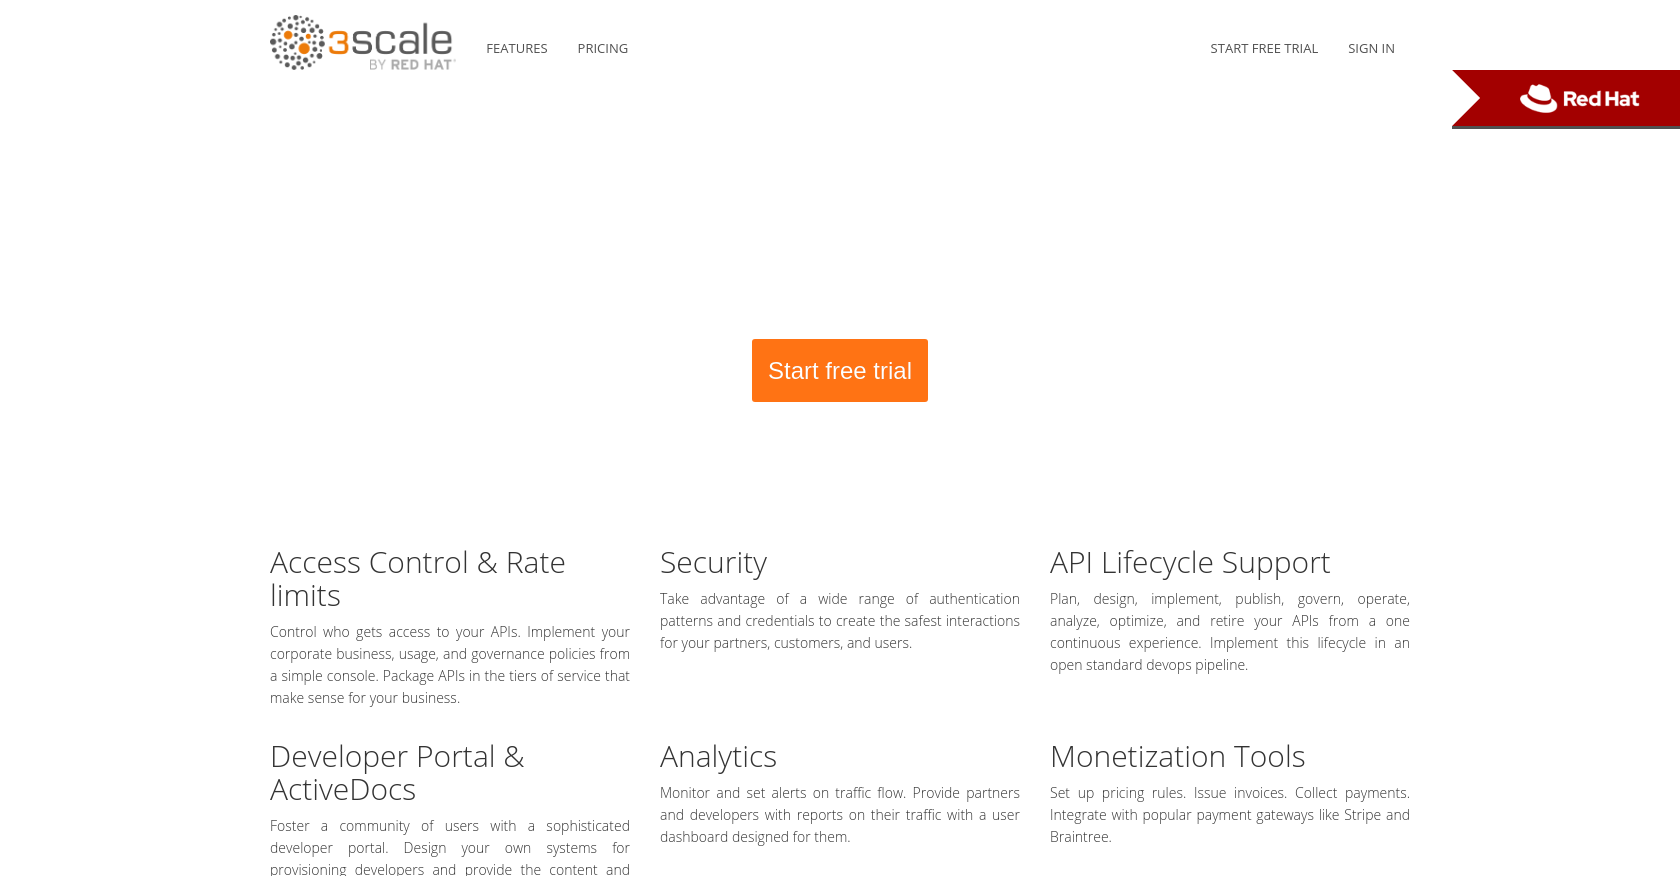 3scale
BY RED HAT
FEATURES
PRICING
START FREE TRIAL
SIGN IN
Red Hat
Start free trial
Access Control & Rate
limits
Control who gets access to your APIs. Implement your
corporate business, usage, and governance policies from
a simple console. Package APIs in the tiers of service that
make sense for your business.
Security
Take advantage of a wide range of authentication
patterns and credentials to create the safest interactions
for your partners, customers, and users.
API Lifecycle Support
Plan, design, implement, publish, govern, operate,
analyze, optimize, and retire your APIs from a one
continuous experience. Implement this lifecycle in an
open standard devops pipeline.
Developer Portal &
ActiveDocs
Foster a community of users with a sophisticated
developer portal. Design your own systems for
provisioning developers and provide the content and
Analytics
Monitor and set alerts on traffic flow. Provide partners
and developers with reports on their traffic with a user
dashboard designed for them.
Monetization Tools
Set up pricing rules. Issue invoices. Collect payments.
Integrate with popular payment gateways like Stripe and
Braintree.